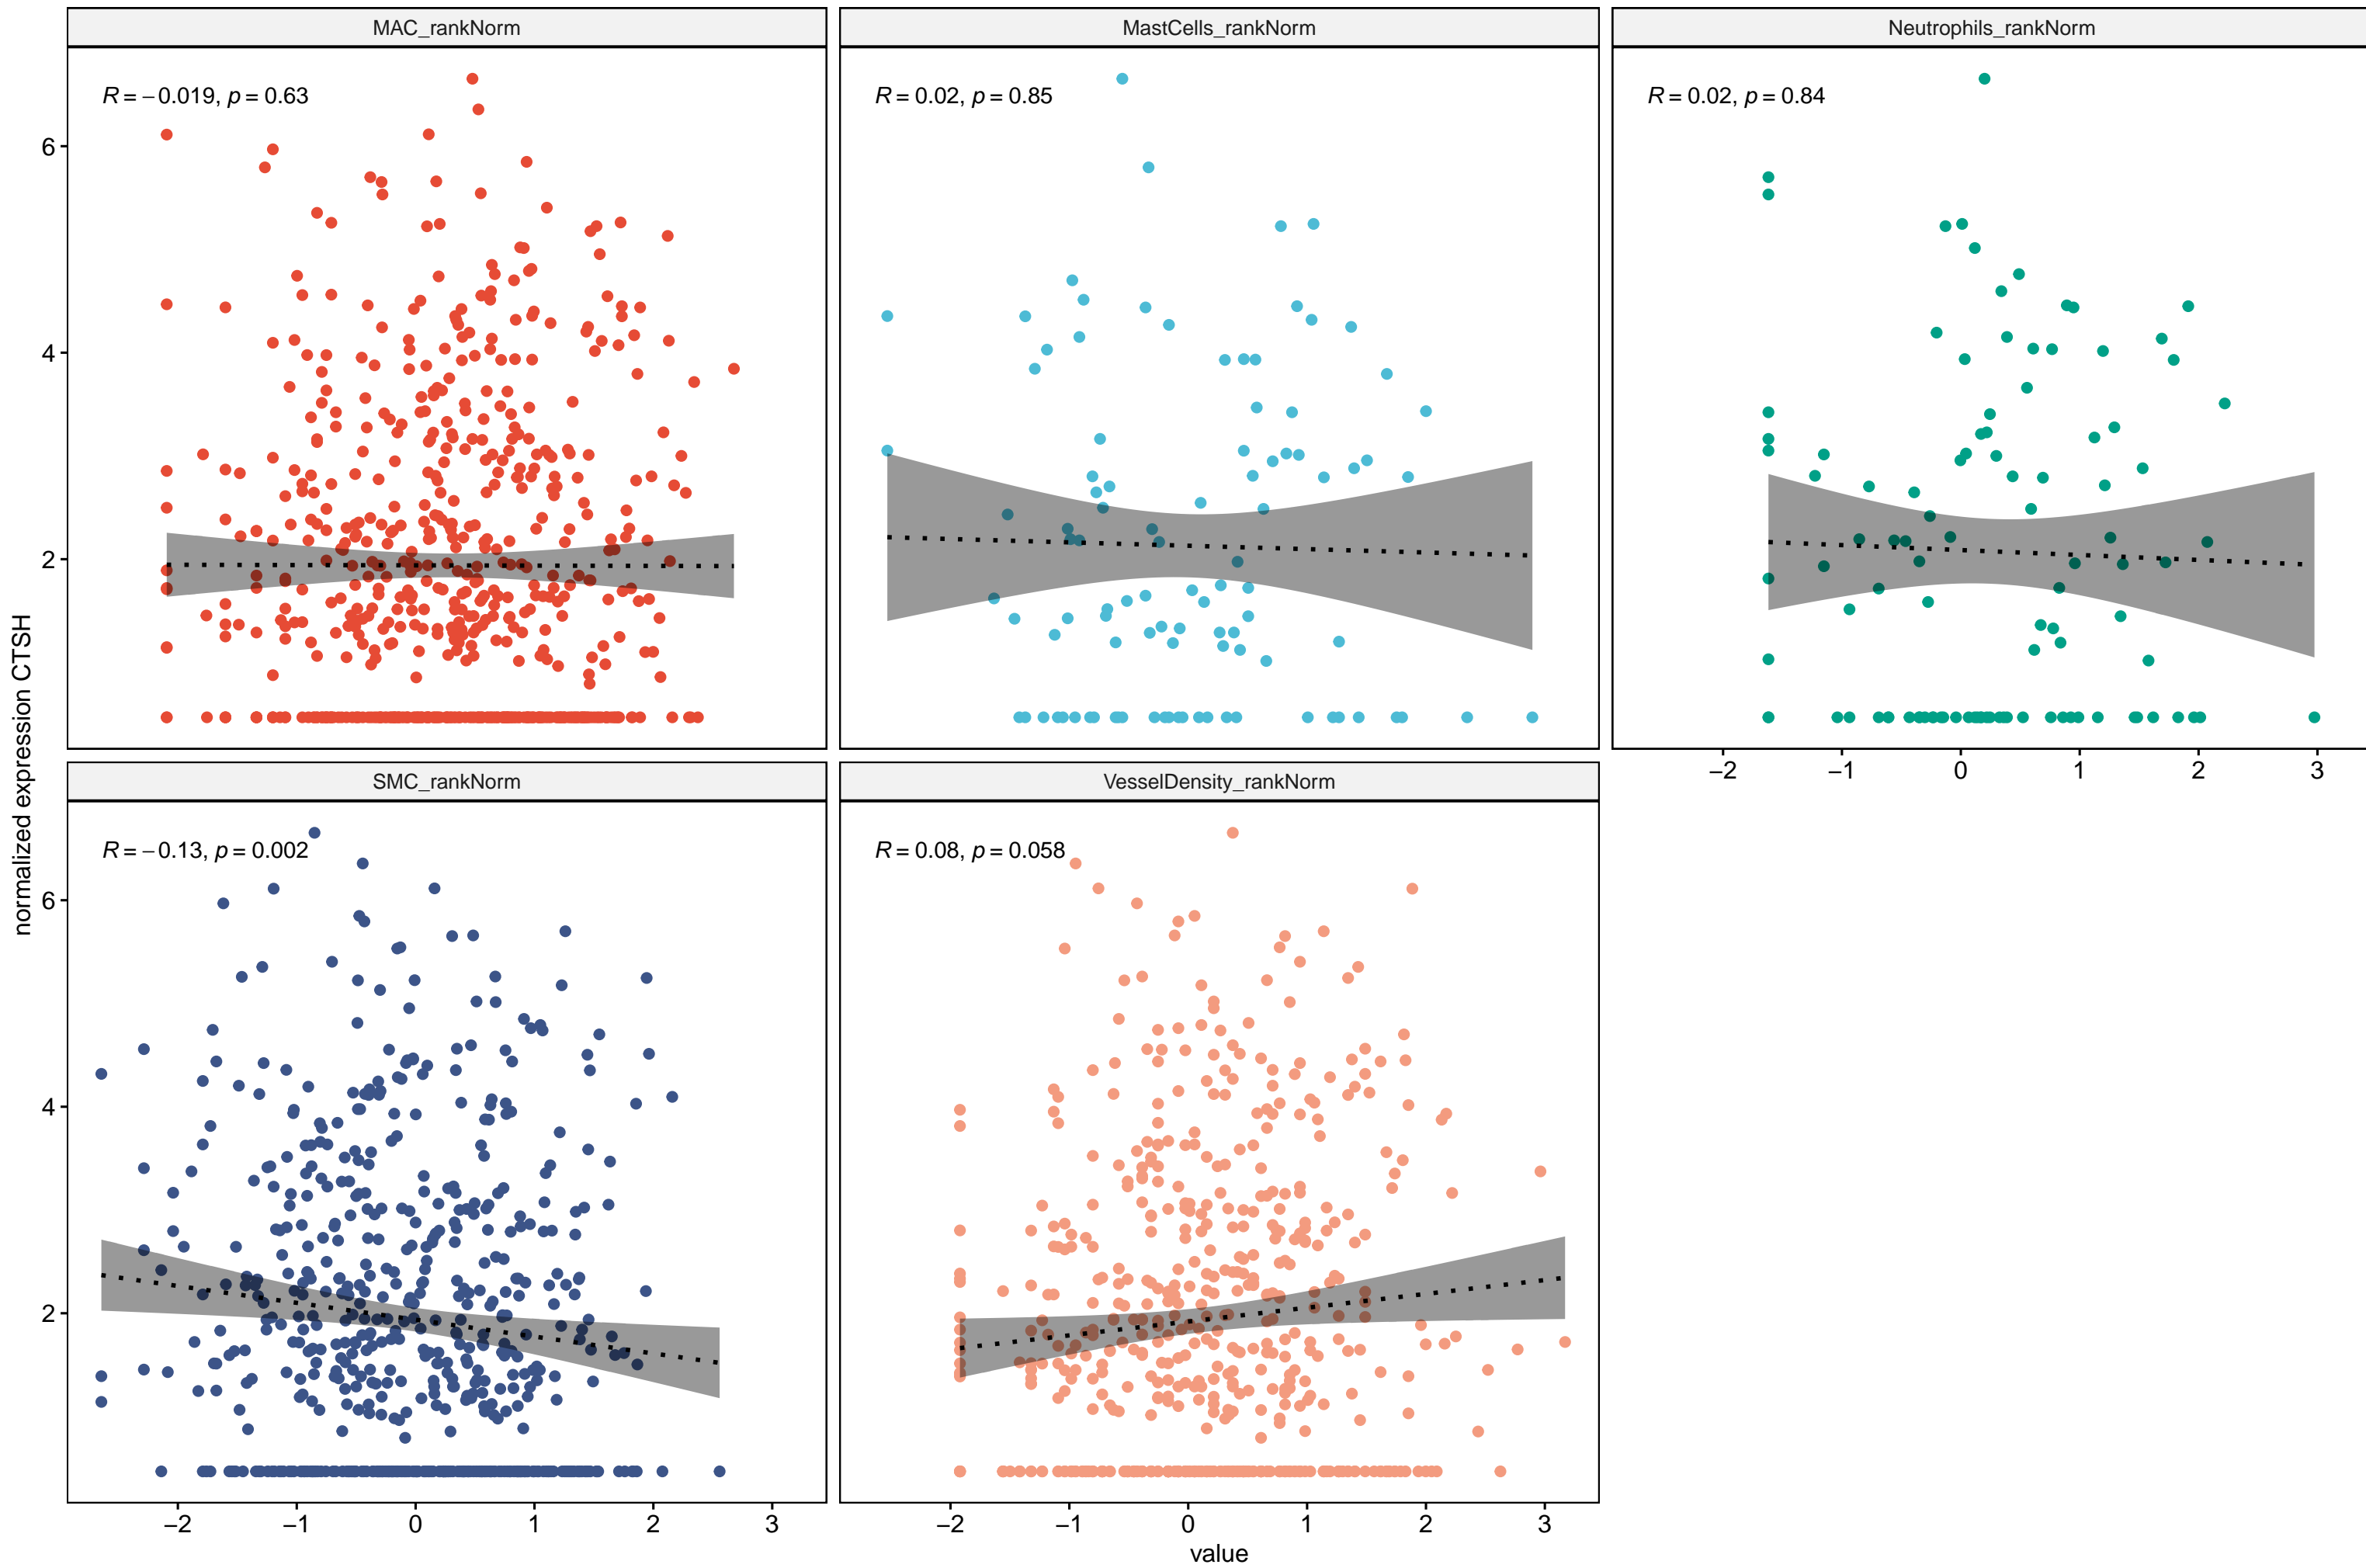 MAC_rankNorm
MastCells_rankNorm
Neutrophils_rankNorm
R = −0.019, p = 0.63
R = 0.02, p = 0.85
R = 0.02, p = 0.84
6
4
2
−2 −1 0 1 2 3
SMC_rankNorm
VesselDensity_rankNorm
R = −0.13, p = 0.002
R = 0.08, p = 0.058
6
4
2
−2 −1 0 1 2 3
−2 −1 0 1 2 3
normalized expression CTSH
value